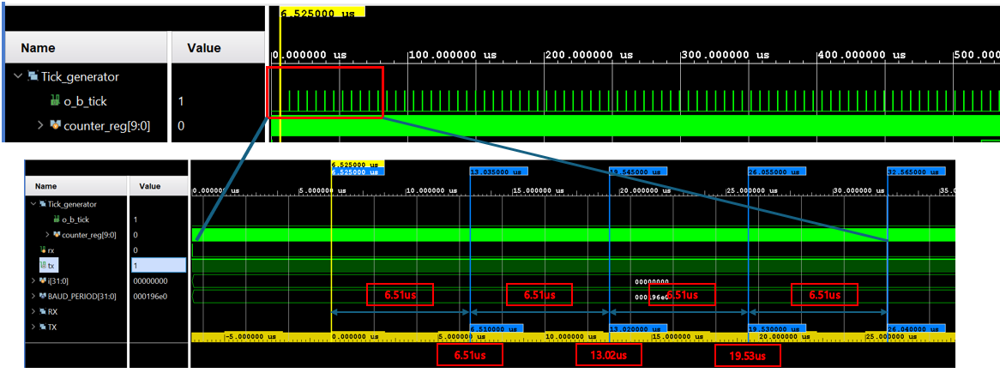 6.525000 us
Name Value
0.000000 us 100.000000 us 200.000000 us 300.000000 us 400.000000 us 500.000
Tick_generator
o_b_tick 1
counter_reg[9:0] 0
6.525000 us
6.525000 us 13.035000 us 19.545000 us 26.055000 us 32.565000 us
Name Value
0.000000 us 5.000000 us 10.000000 us 15.000000 us 20.000000 us 25.000000 us 30.000000 us 35.0
Tick_generator
o_b_tick 1
counter_reg[9:0] 0
rx 0
tx 1
i[31:0] 00000000 00000000
BAUD_PERIOD[31:0] 000196e0 000196e0
6.51us 6.51us 6.51us 6.51us
RX
TX
6.510000 us 13.020000 us 19.530000 us 26.040000 us
-5.000000 us 0.000000 us 5.000000 us 10.000000 us 15.000000 us 20.000000 us 25.000000
6.51us 13.02us 19.53us